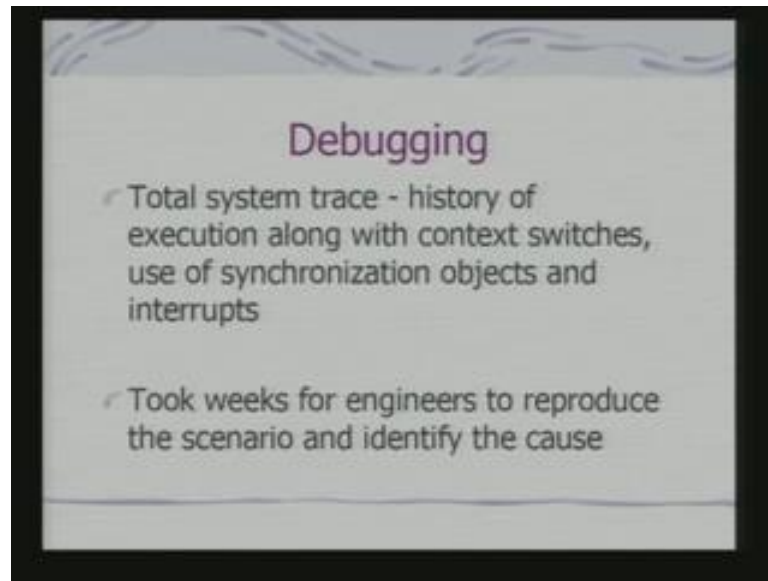 Debugging
Total system trace - history of
execution along with context switches,
use of synchronization objects and
interrupts
Took weeks for engineers to reproduce
the scenario and identify the cause